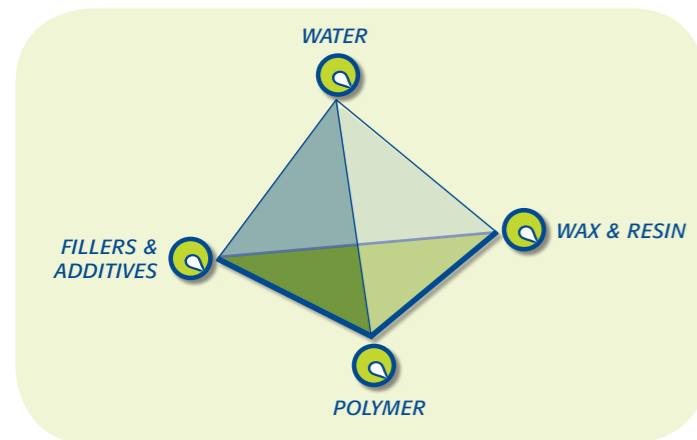 WATER
FILLERS &
ADDITIVES
WAX & RESIN
POLYMER